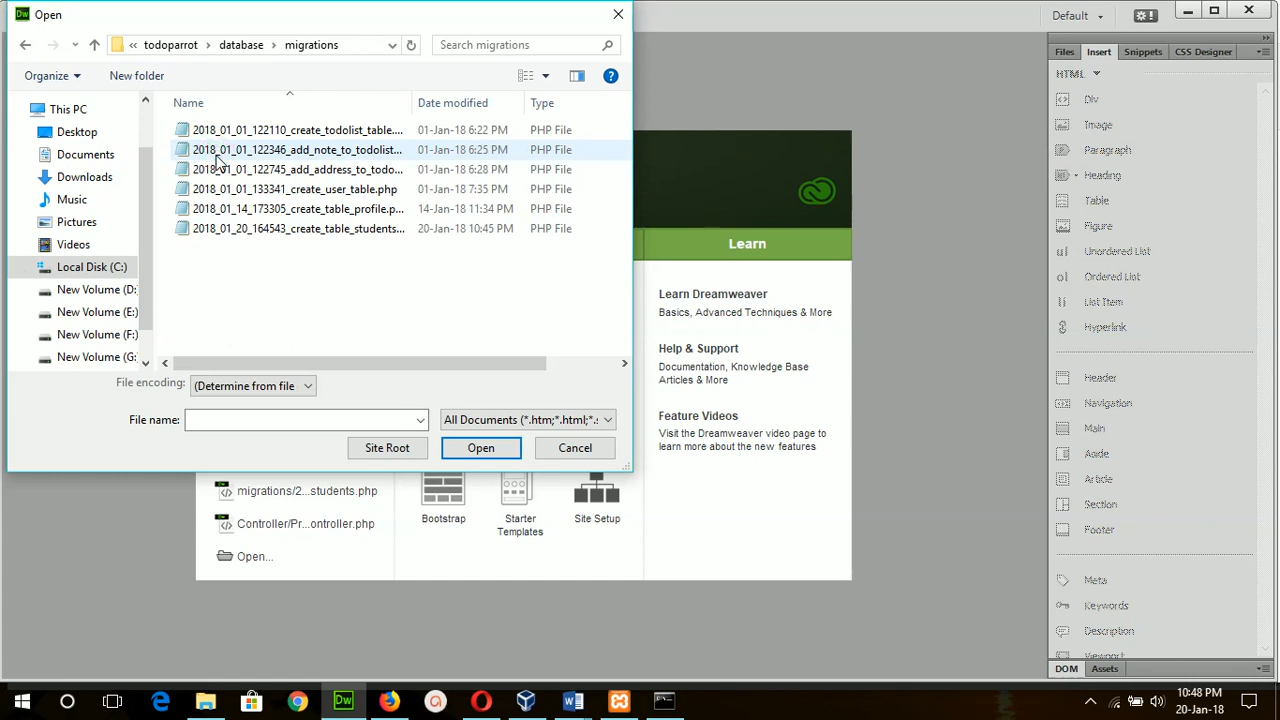 Open
Default
« todoparrot › database › migrations
Search migrations
Organize
New folder
Name
Date modified
Type
This PC
Desktop
Documents
Downloads
Music
Pictures
Videos
Local Disk (C:)
New Volume (D:
New Volume (E:)
New Volume (F:)
New Volume (G:
2018_01_01_122110_create_todolist_table.... 01-Jan-18 6:22 PM PHP File
2018_01_01_122346_add_note_to_todolist... 01-Jan-18 6:25 PM PHP File
2018_01_01_122745_add_address_to_todo... 01-Jan-18 6:28 PM PHP File
2018_01_01_133341_create_user_table.php 01-Jan-18 7:35 PM PHP File
2018_01_14_173305_create_table_profile.p... 14-Jan-18 11:34 PM PHP File
2018_01_20_164543_create_table_students... 20-Jan-18 10:45 PM PHP File
File encoding: (Determine from file
File name:
All Documents (*.htm;*.html;*.s
Site Root
Open
Cancel
Learn
Learn Dreamweaver
Basics, Advanced Techniques & More
Help & Support
Documentation, Knowledge Base
Articles & More
Feature Videos
Visit the Dreamweaver video page to
learn more about the new features
migrations/2...students.php
Controller/Pr...ontroller.php
Open...
Bootstrap
Starter
Templates
Site Setup
Files
Insert
Snippets
CSS Designer
HTML
Div
Image
Paragraph
Table
Unordered List
Ordered List
List Item
Hyperlink
Header
Navigation
Main
Aside
Article
Section
Footer
Meta
Keywords
Description
Viewport
DOM
Assets
Dw
10:48 PM
20-Jan-18